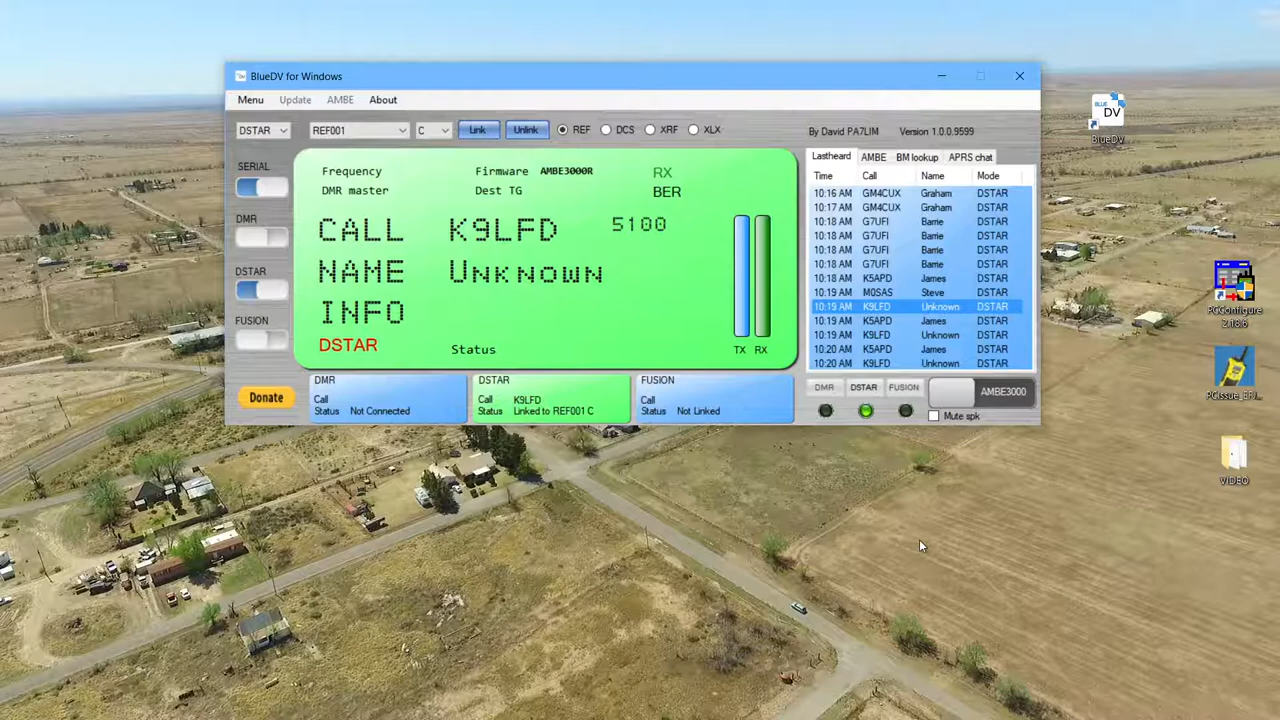 BlueDV for Windows
Menu Update AMBE About
DSTAR REF001 C Link Unlink REF DCS XRF XLX By David PA7LIM Version 1.0.0.9599
SERIAL
DMR
DSTAR
FUSION
Donate
Frequency Firmware AMBE3000R RX
DMR master Dest TG BER
CALL K9LFD 5100
NAME Unknown
INFO
DSTAR Status TX RX
DMR
Call
Status Not Connected
DSTAR
Call K9LFD
Status Linked to REF001 C
FUSION
Call
Status Not Linked
Lastheard AMBE BM lookup APRS chat
Time Call Name Mode
10:16 AM GM4CUX Graham DSTAR
10:17 AM GM4CUX Graham DSTAR
10:18 AM G7UFI Barrie DSTAR
10:18 AM G7UFI Barrie DSTAR
10:18 AM G7UFI Barrie DSTAR
10:18 AM G7UFI Barrie DSTAR
10:18 AM K5APD James DSTAR
10:19 AM M0SAS Steve DSTAR
10:19 AM K9LFD Unknown DSTAR
10:19 AM K5APD James DSTAR
10:19 AM K9LFD Unknown DSTAR
10:20 AM K5APD James DSTAR
10:20 AM K9LFD Unknown DSTAR
DMR DSTAR FUSION AMBE3000
Mute spk
BLUE
DV
BlueDV
PGConfigure
2.18.6
VIDEO